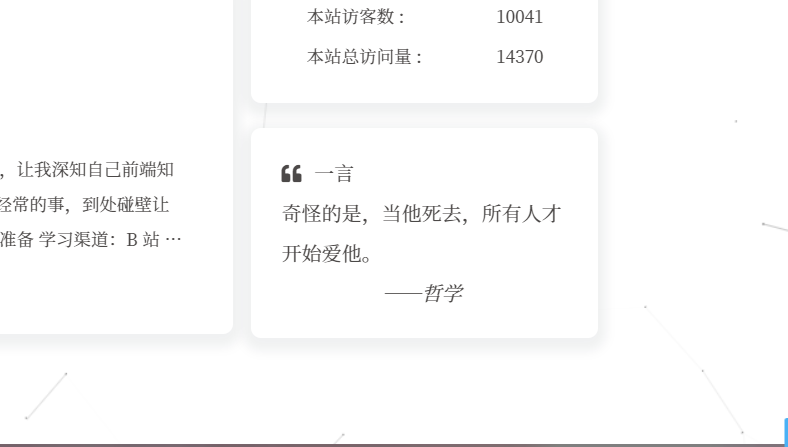 ，让我深知自己前端知
经常的事，到处碰壁让
准备 学习渠道：B 站 …
本站访客数： 10041
本站总访问量： 14370
一言
奇怪的是，当他死去，所有人才
开始爱他。
——哲学